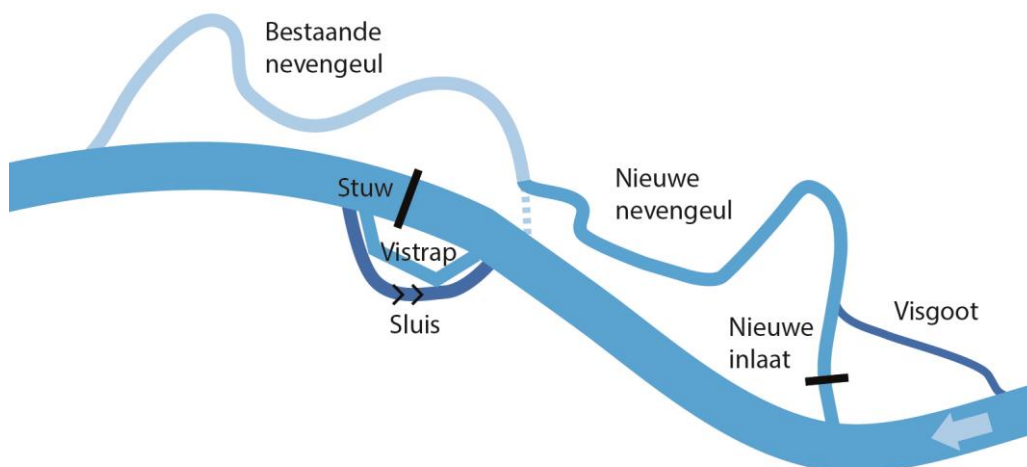 Bestaande
nevengeul
Stuw
Nieuwe
nevengeul
Vistrap
Sluis
Nieuwe
inlaat
Visgoot